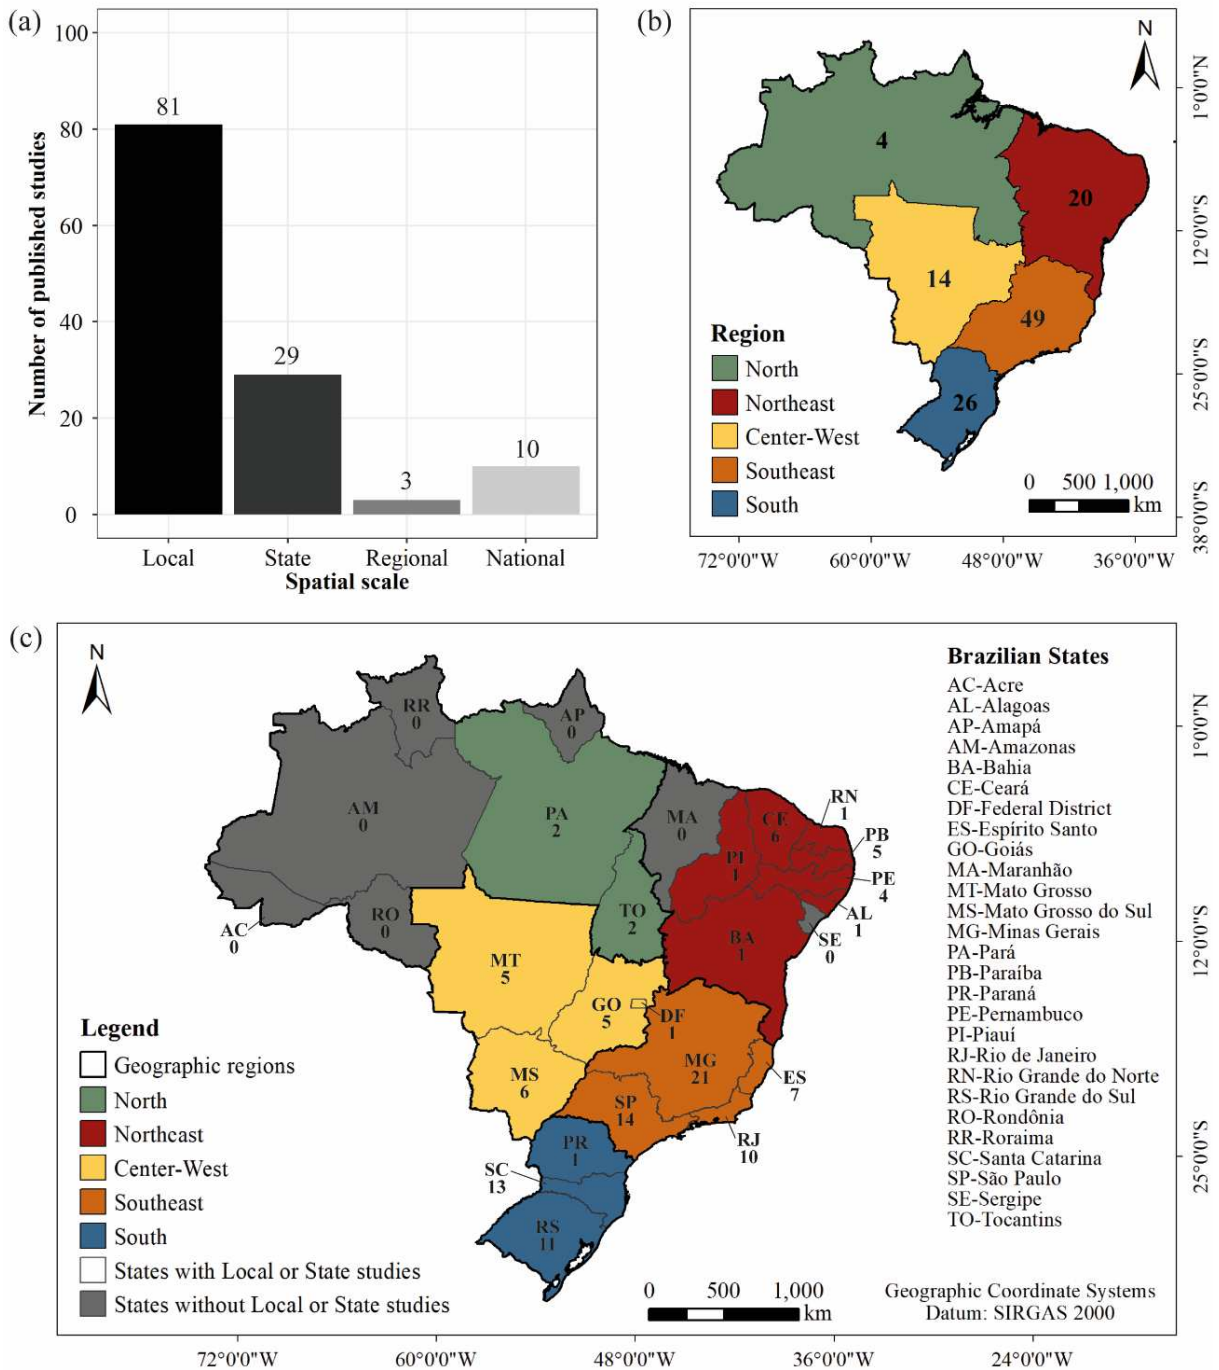 (a)
Number of published studies
100
80
60
40
20
0
81
29
3
10
Local
State
Regional
National
Spatial scale
(b)
N
4
20
14
49
26
Region
North
Northeast
Center-West
Southeast
South
0 500 1,000
km
1°0'0"N
12°0'0"S
25°0'0"S
38°0'0"S
72°0'0"W
60°0'0"W
48°0'0"W
36°0'0"W
(c)
N
RR
0
AP
0
AM
0
PA
2
MA
0
CE
6
RN
1
PB
5
PI
1
PE
4
AL
1
SE
0
AC
0
RO
0
TO
2
BA
1
MT
5
GO
5
DF
1
MS
6
MG
21
ES
7
SP
14
RJ
10
PR
1
SC
13
RS
11
Brazilian States
AC-Acre
AL-Alagoas
AP-Amapá
AM-Amazonas
BA-Bahia
CE-Ceará
DF-Federal District
ES-Espírito Santo
GO-Goiás
MA-Maranhão
MT-Mato Grosso
MS-Mato Grosso do Sul
MG-Minas Gerais
PA-Pará
PB-Paraíba
PR-Paraná
PE-Pernambuco
PI-Piauí
RJ-Rio de Janeiro
RN-Rio Grande do Norte
RS-Rio Grande do Sul
RO-Rondônia
RR-Roraima
SC-Santa Catarina
SP-São Paulo
SE-Sergipe
TO-Tocantins
Legend
Geographic regions
North
Northeast
Center-West
Southeast
South
States with Local or State studies
States without Local or State studies
0 500 1,000
km
Geographic Coordinate Systems
Datum: SIRGAS 2000
1°0'0"N
12°0'0"S
25°0'0"S
72°0'0"W
60°0'0"W
48°0'0"W
36°0'0"W
24°0'0"W